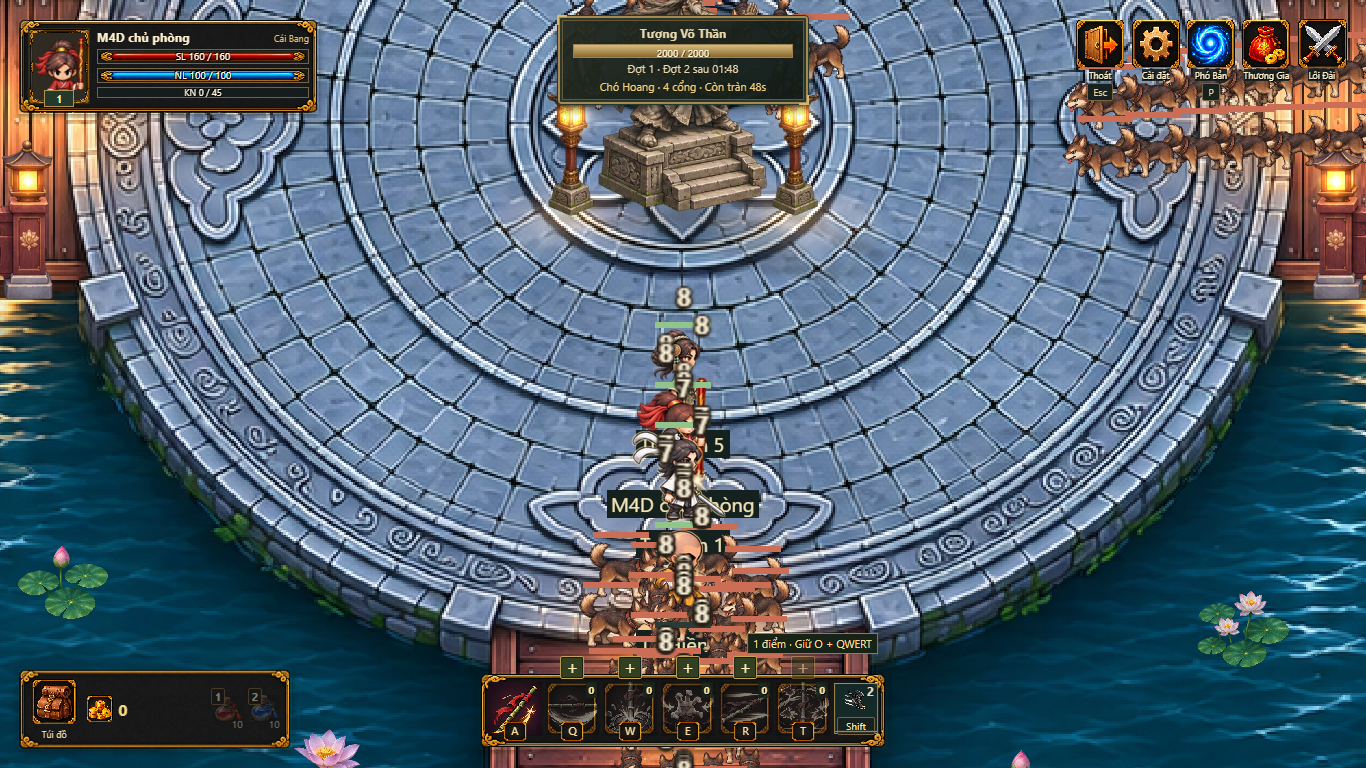 M4D chủ phòng
Cái Bang
SL 160 / 160
NL 100 / 100
KN 0 / 45
1
Tượng Võ Thần
2000 / 2000
Đợt 1 · Đợt 2 sau 01:48
Chó Hoang · 4 cổng · Còn tràn 48s
Thoát
Cài đặt
Phó Bản
Thương Gia
Lôi Đài
Esc
P
8
8
8
7
7
5
7
8
M4D
8
8
1
8
8
8
1 điểm · Giữ O + QWERT
+ + + + +
0 0 0 0 0 2
A Q W E R T Shift
Túi đồ
0
1
2
10
10